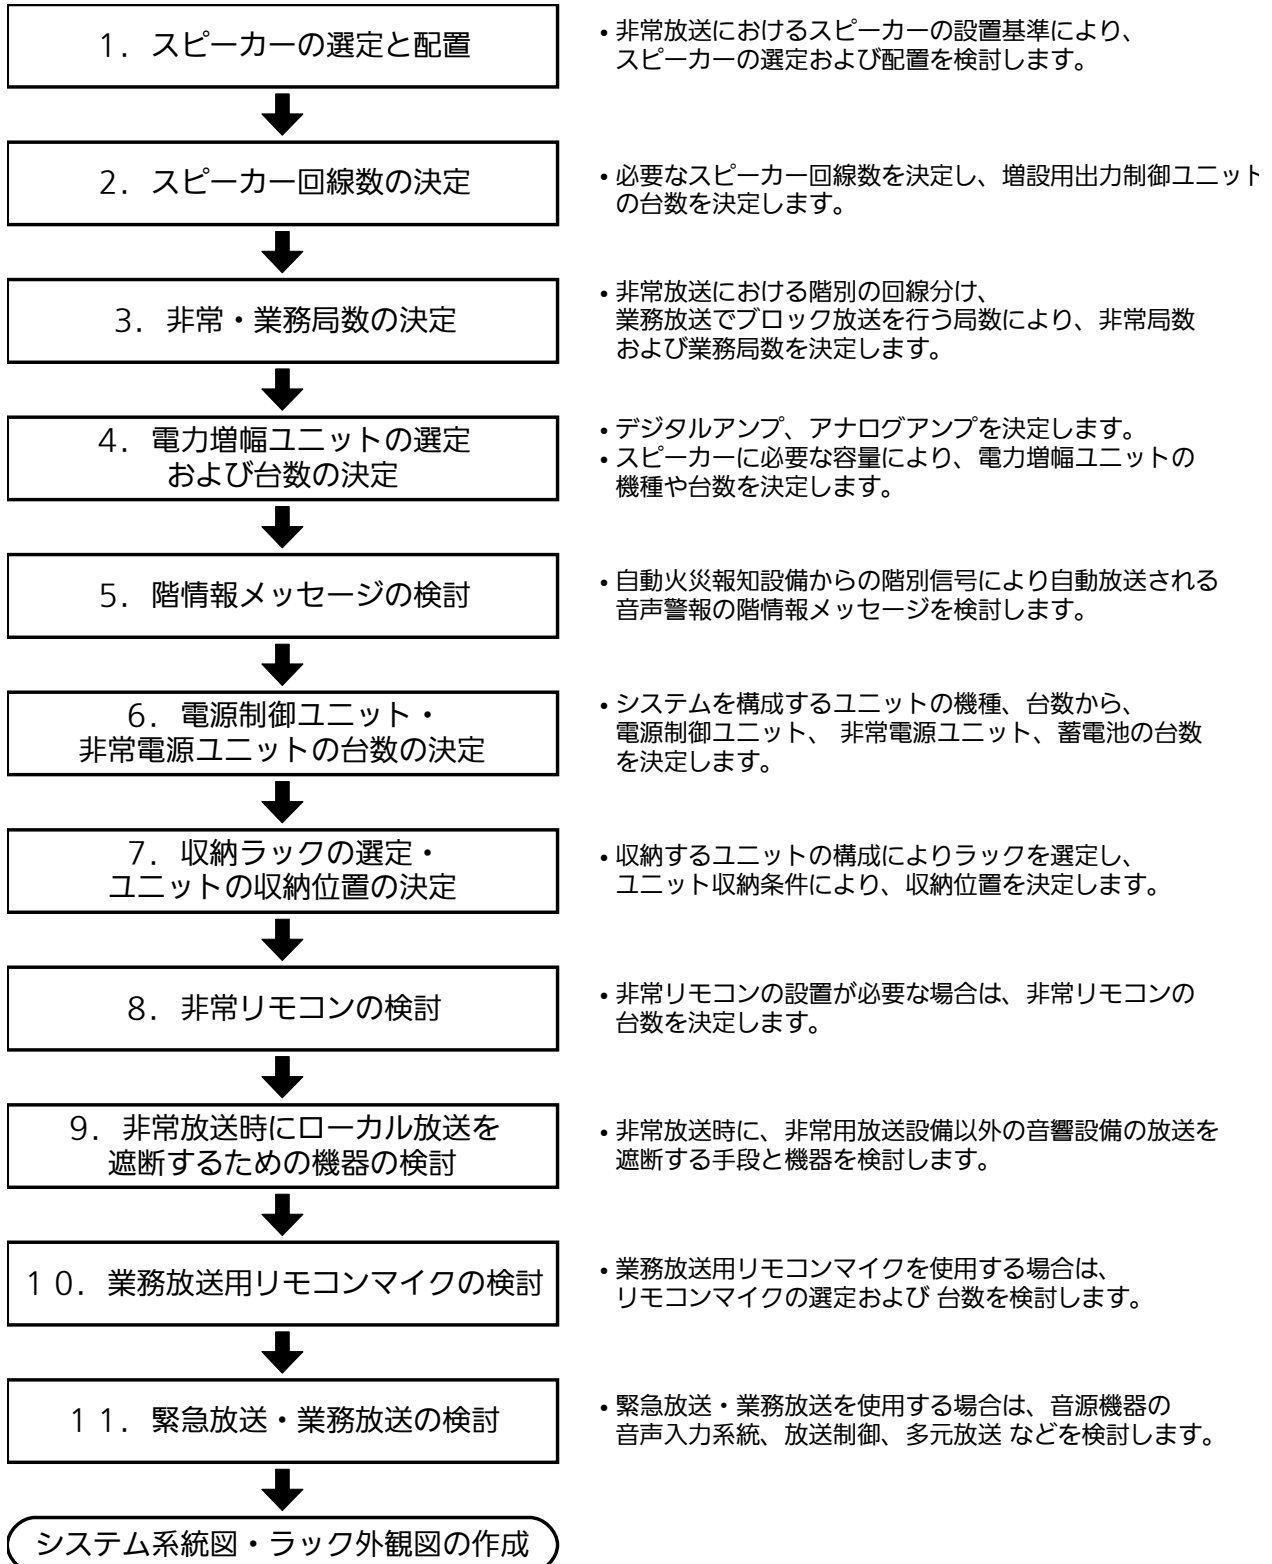 1．スピーカーの選定と配置
• 非常放送におけるスピーカーの設置基準により、
スピーカーの選定および配置を検討します。
2．スピーカー回線数の決定
• 必要なスピーカー回線数を決定し、増設用出力制御ユニット
の台数を決定します。
3．非常・業務局数の決定
• 非常放送における階別の回線分け、
業務放送でブロック放送を行う局数により、非常局数
および業務局数を決定します。
4．電力増幅ユニットの選定
および台数の決定
• デジタルアンプ、アナログアンプを決定します。
• スピーカーに必要な容量により、電力増幅ユニットの
機種や台数を決定します。
5．階情報メッセージの検討
• 自動火災報知設備からの階別信号により自動放送される
音声警報の階情報メッセージを検討します。
6．電源制御ユニット・
非常電源ユニットの台数の決定
• システムを構成するユニットの機種、台数から、
電源制御ユニット、 非常電源ユニット、蓄電池の台数
を決定します。
7．収納ラックの選定・
ユニットの収納位置の決定
• 収納するユニットの構成によりラックを選定し、
ユニット収納条件により、収納位置を決定します。
8．非常リモコンの検討
• 非常リモコンの設置が必要な場合は、非常リモコンの
台数を決定します。
9．非常放送時にローカル放送を
遮断するための機器の検討
• 非常放送時に、非常用放送設備以外の音響設備の放送を
遮断する手段と機器を検討します。
10．業務放送用リモコンマイクの検討
• 業務放送用リモコンマイクを使用する場合は、
リモコンマイクの選定および 台数を検討します。
11．緊急放送・業務放送の検討
• 緊急放送・業務放送を使用する場合は、音源機器の
音声入力系統、放送制御、多元放送 などを検討します。
システム系統図・ラック外観図の作成